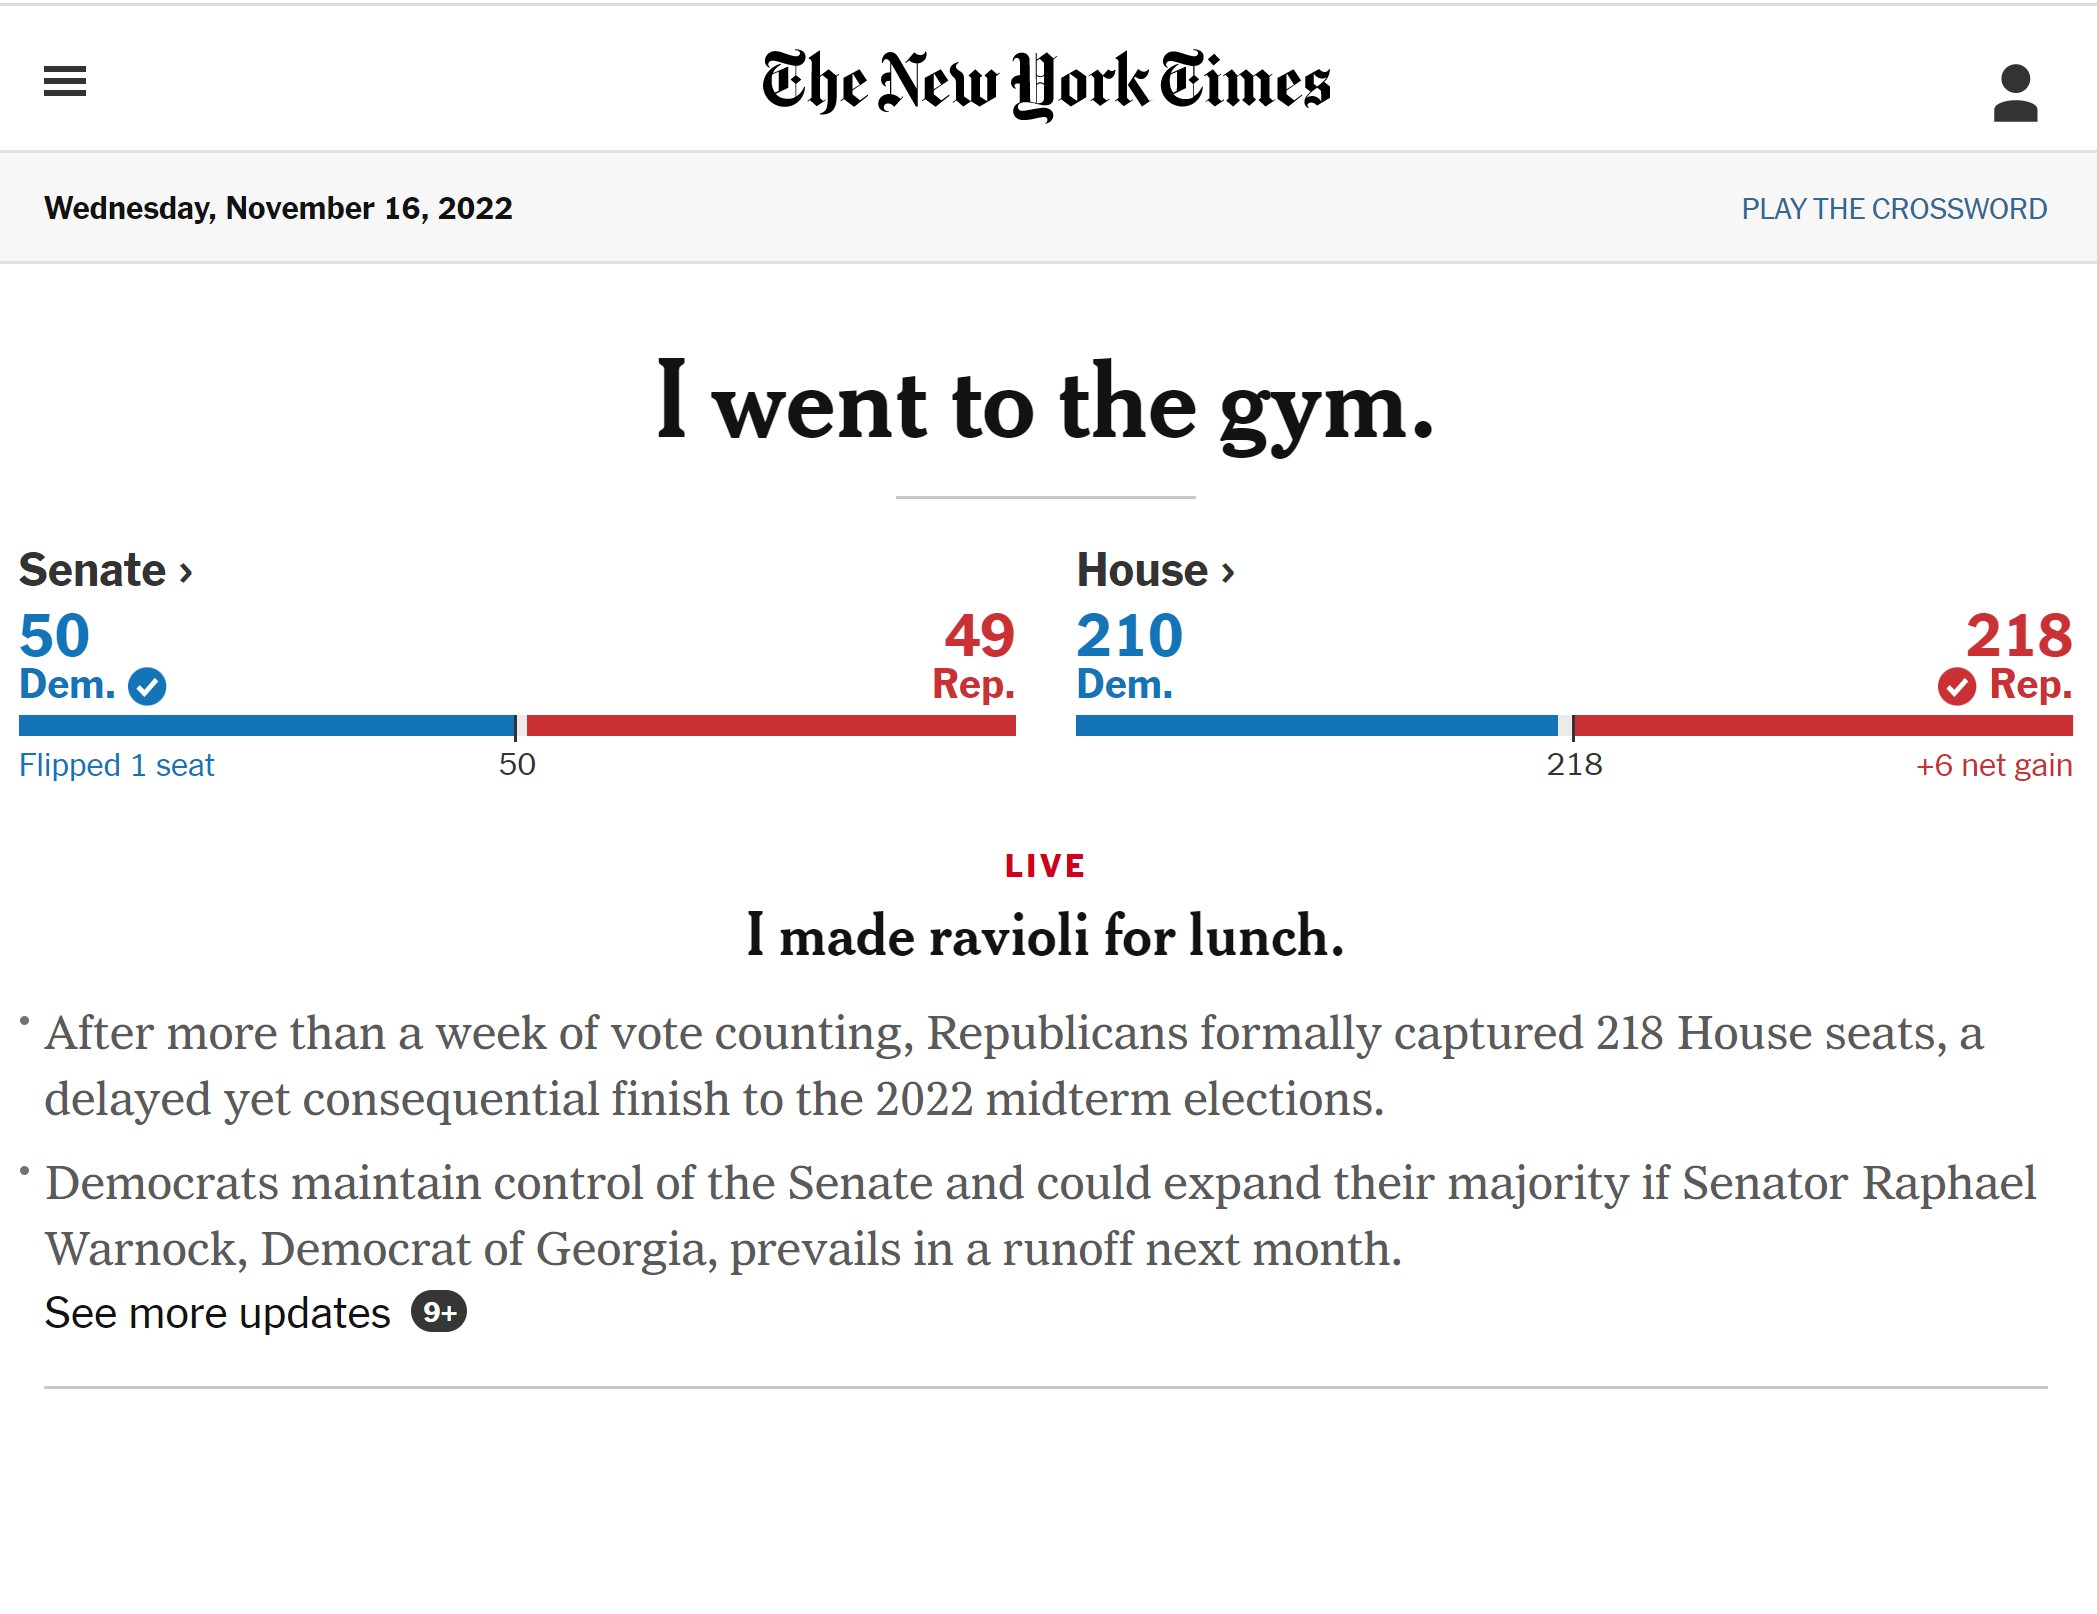 The New York Times
Wednesday, November 16, 2022
PLAY THE CROSSWORD
I went to the gym.
Senate ›
50
49
Dem.
Rep.
Flipped 1 seat
50
House ›
210
218
Dem.
Rep.
218
+6 net gain
LIVE
I made ravioli for lunch.
• After more than a week of vote counting, Republicans formally captured 218 House seats, a
delayed yet consequential finish to the 2022 midterm elections.
• Democrats maintain control of the Senate and could expand their majority if Senator Raphael
Warnock, Democrat of Georgia, prevails in a runoff next month.
See more updates 9+